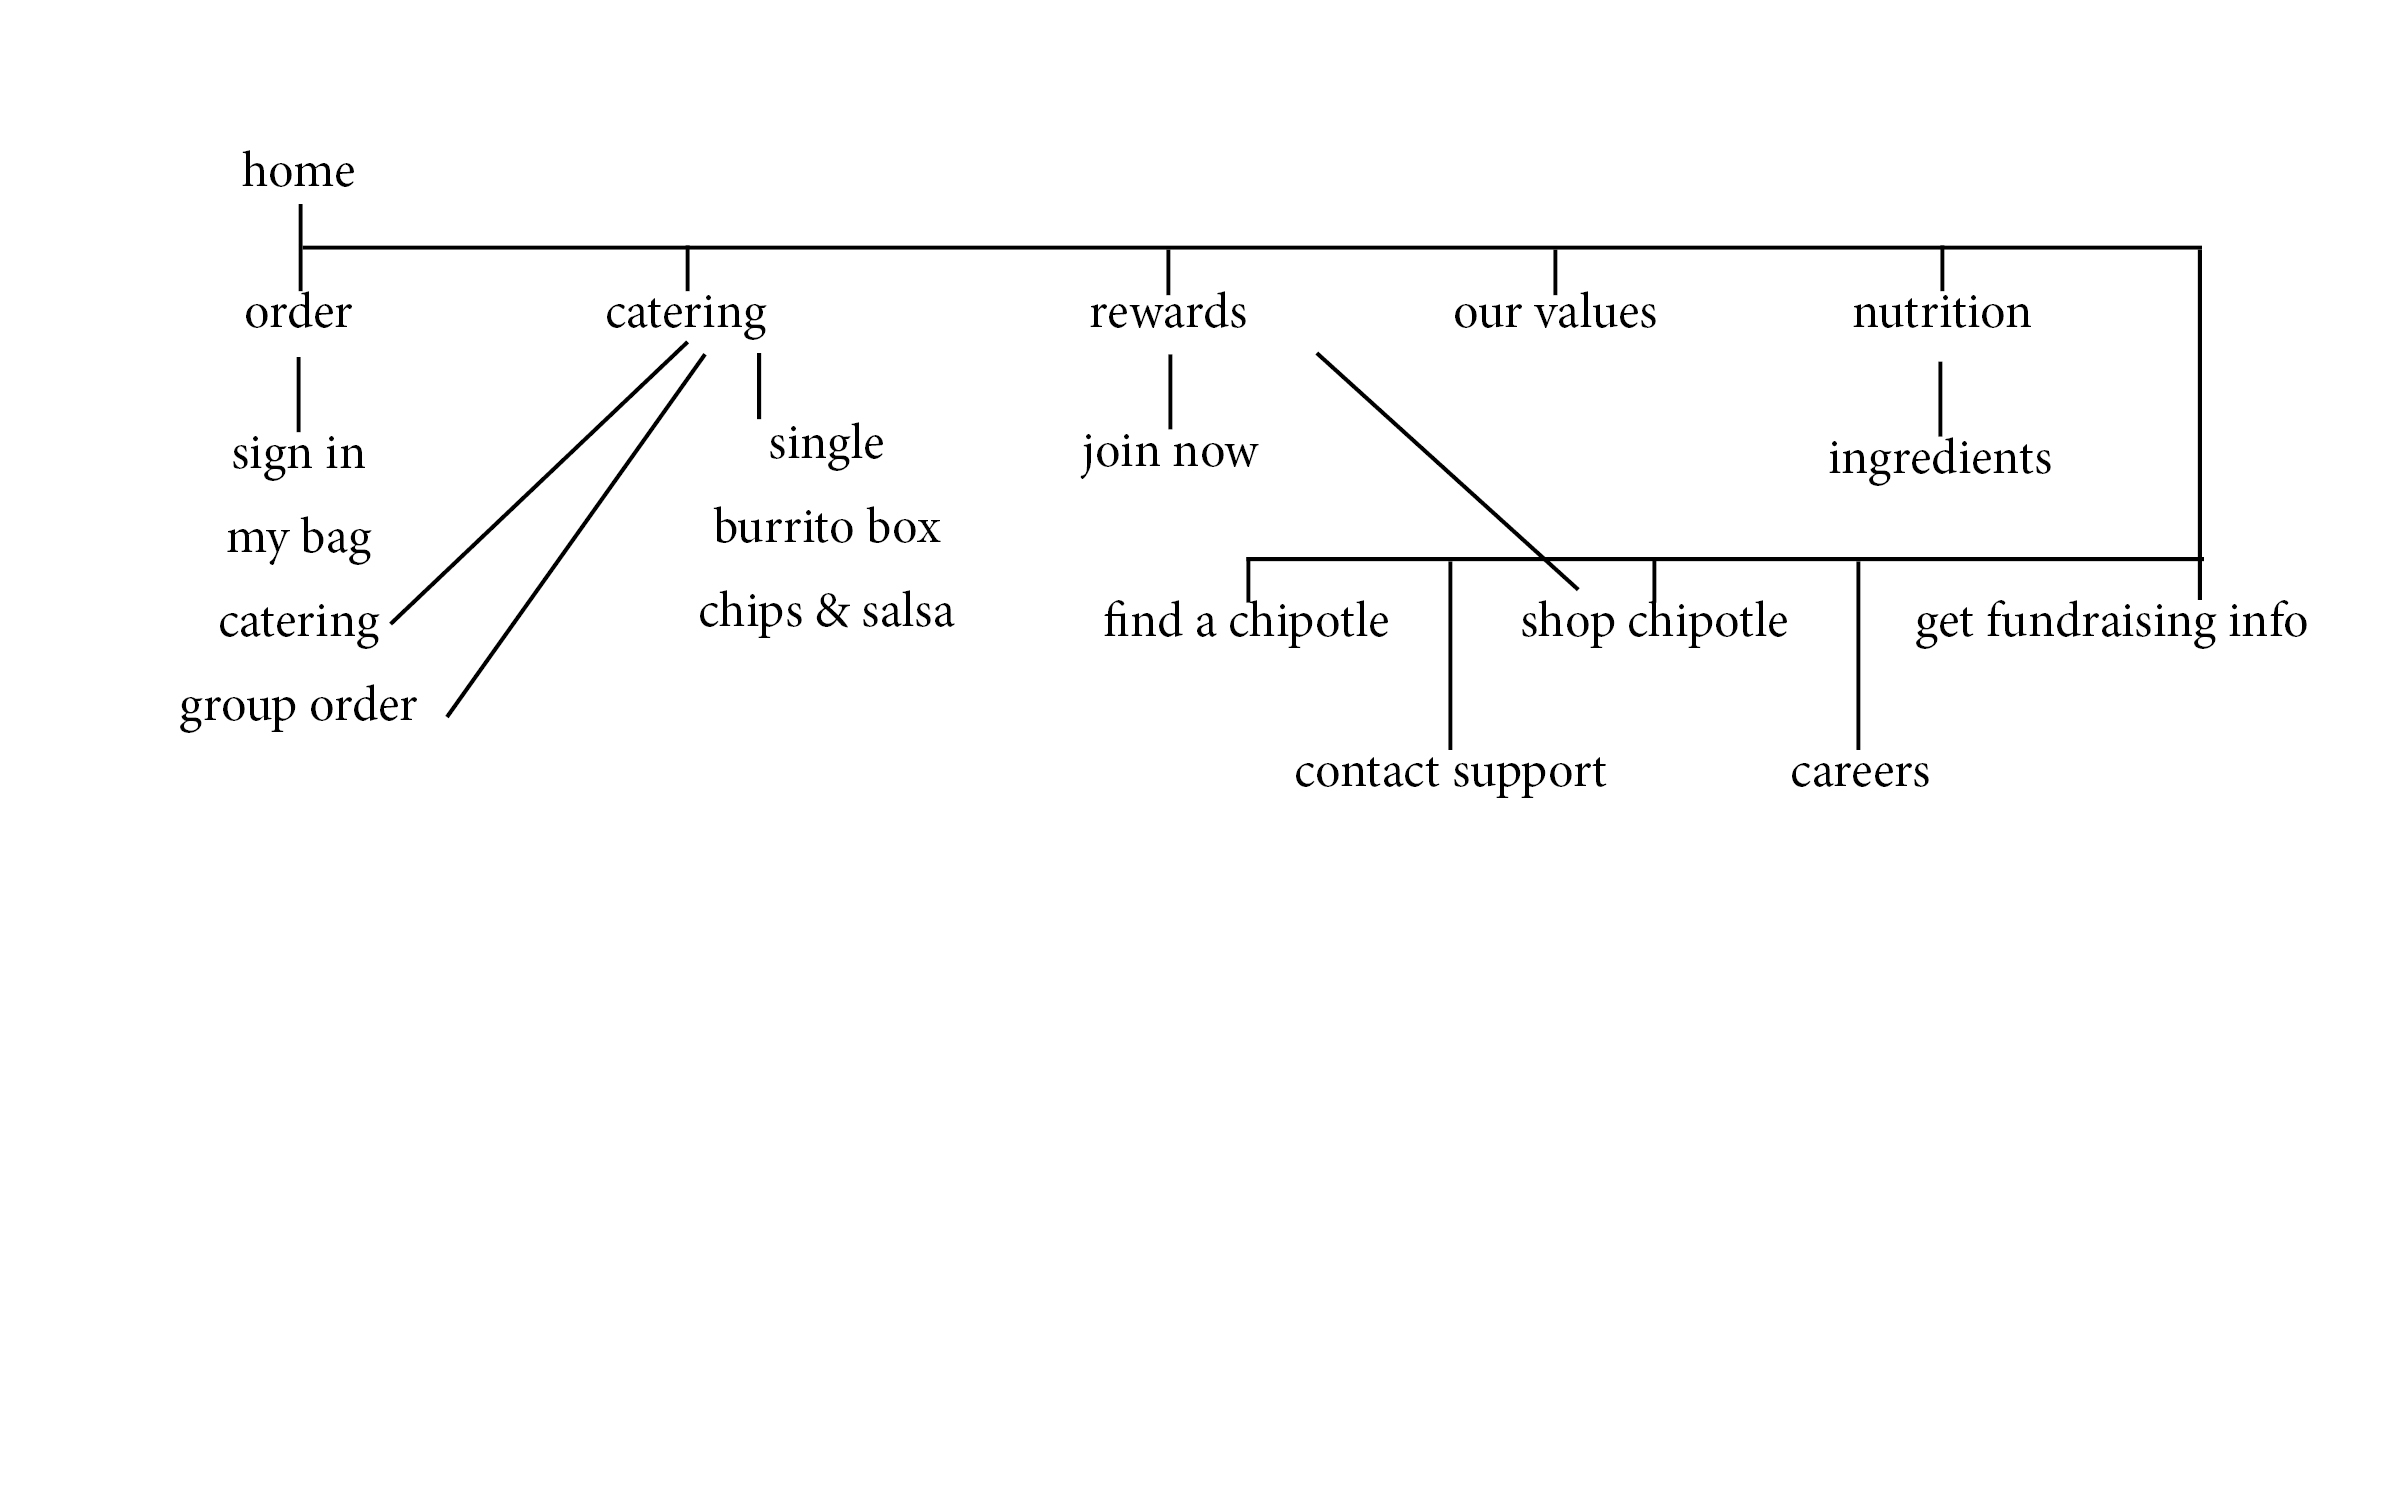 home
order
catering
rewards
our values
nutrition
sign in
my bag
catering
group order
single
burrito box
chips & salsa
join now
ingredients
find a chipotle
shop chipotle
get fundraising info
contact support
careers